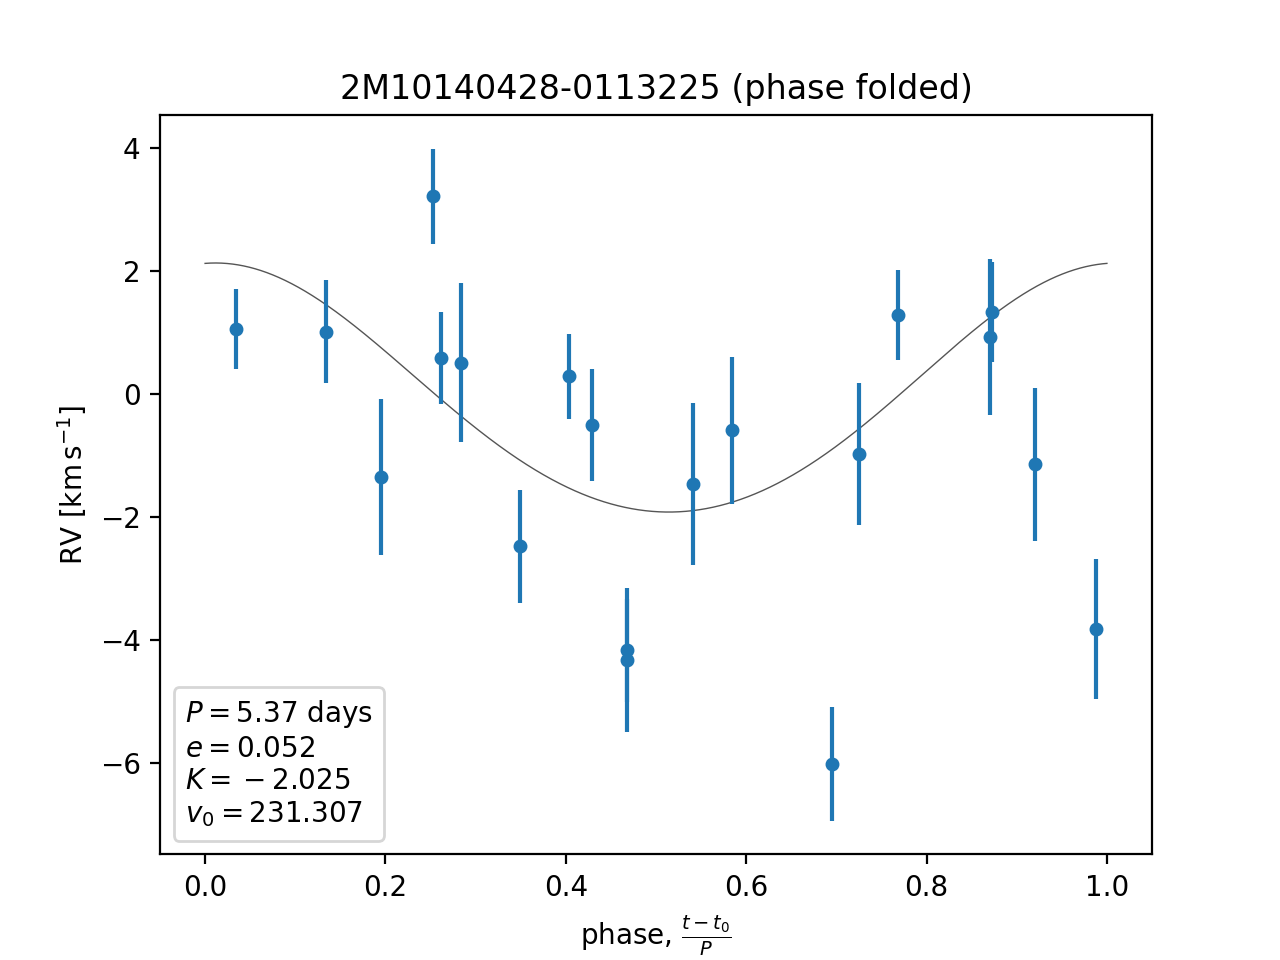 2M10140428-0113225 (phase folded)
4
2
0
−2
−4
−6
RV [km s⁻¹]
P = 5.37 days
e = 0.052
K = −2.025
v₀ = 231.307
0.0 0.2 0.4 0.6 0.8 1.0
phase, (t − t₀)/P